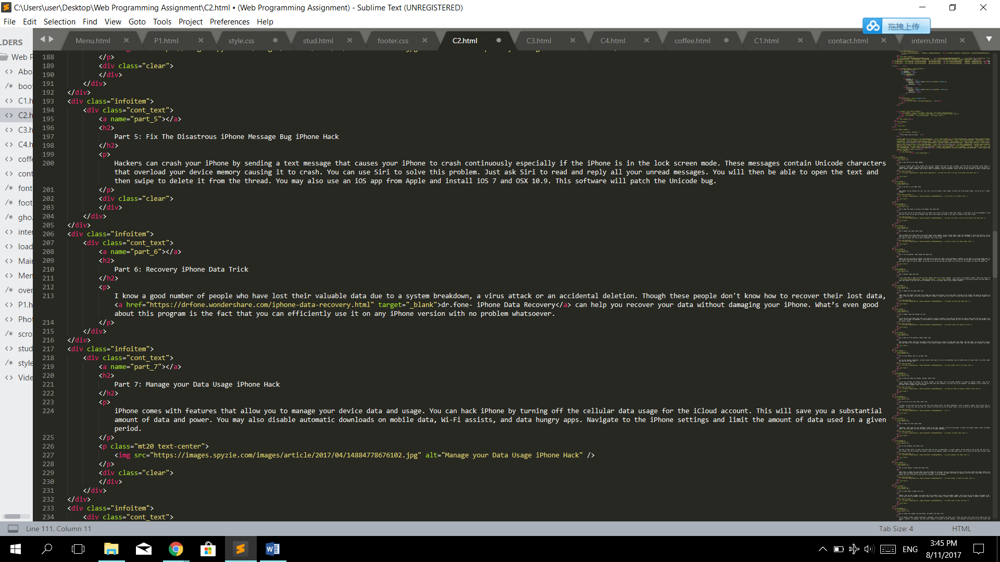 C:\Users\user\Desktop\Web Programming Assignment\C2.html • (Web Programming Assignment) - Sublime Text (UNREGISTERED)
File Edit Selection Find View Goto Tools Project Preferences Help
拖拽上传
LDERS
Menu.html P1.html style.css stud.html footer.css C2.html C3.html C4.html coffee.html C1.html contact.html intern.html
Web P
Abo
boo
C1.h
C2.h
C3.h
C4.h
coffe
cont
font
foot
gho.
inter
load
Mair
Men
over
P1.h
Phot
scro
stud
style
Vide
188 </p>
189 <div class="clear">
190 </div>
191 </div>
192 </div>
193 <div class="infoitem">
194 <div class="cont_text">
195 <a name="part_5"></a>
196 <h2>
197 Part 5: Fix The Disastrous iPhone Message Bug iPhone Hack
198 </h2>
199 <p>
200 Hackers can crash your iPhone by sending a text message that causes your iPhone to crash continuously especially if the iPhone is in the lock screen mode. These messages contain Unicode characters
that overload your device memory causing it to crash. You can use Siri to solve this problem. Just ask Siri to read and reply all your unread messages. You will then be able to open the text and
then swipe to delete it from the thread. You may also use an iOS app from Apple and install iOS 7 and OSX 10.9. This software will patch the Unicode bug.
201 </p>
202 <div class="clear">
203 </div>
204 </div>
205 </div>
206 <div class="infoitem">
207 <div class="cont_text">
208 <a name="part_6"></a>
209 <h2>
210 Part 6: Recovery iPhone Data Trick
211 </h2>
212 <p>
213 I know a good number of people who have lost their valuable data due to a system breakdown, a virus attack or an accidental deletion. Though these people don't know how to recover their lost data,
<a href="https://drfone.wondershare.com/iphone-data-recovery.html" target="_blank">dr.fone- iPhone Data Recovery</a> can help you recover your data without damaging your iPhone. What’s even good
about this program is the fact that you can efficiently use it on any iPhone version with no problem whatsoever.
214 </p>
215 </div>
216 </div>
217 <div class="infoitem">
218 <div class="cont_text">
219 <a name="part_7"></a>
220 <h2>
221 Part 7: Manage your Data Usage iPhone Hack
222 </h2>
223 <p>
224 iPhone comes with features that allow you to manage your device data and usage. You can hack iPhone by turning off the cellular data usage for the iCloud account. This will save you a substantial
amount of data and power. You may also disable automatic downloads on mobile data, Wi-Fi assists, and data hungry apps. Navigate to the iPhone settings and limit the amount of data used in a given
period.
225 </p>
226 <p class="mt20 text-center">
227 <img src="https://images.spyzie.com/images/article/2017/04/14884778676102.jpg" alt="Manage your Data Usage iPhone Hack" />
228 </p>
229 <div class="clear">
230 </div>
231 </div>
232 </div>
233 <div class="infoitem">
234 <div class="cont_text">
Line 111, Column 11 Tab Size: 4 HTML
ENG
3:45 PM
8/11/2017